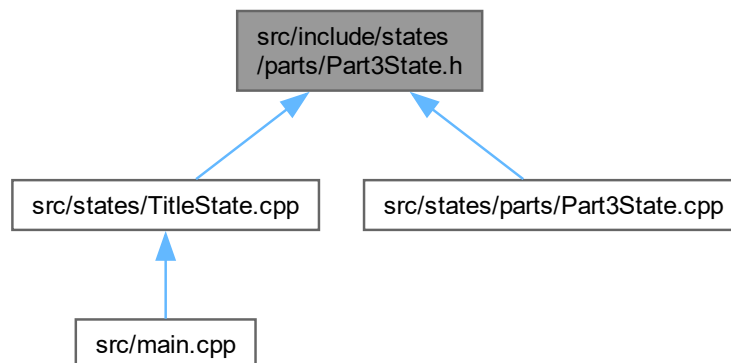 src/include/states
/parts/Part3State.h
src/states/TitleState.cpp
src/states/parts/Part3State.cpp
src/main.cpp